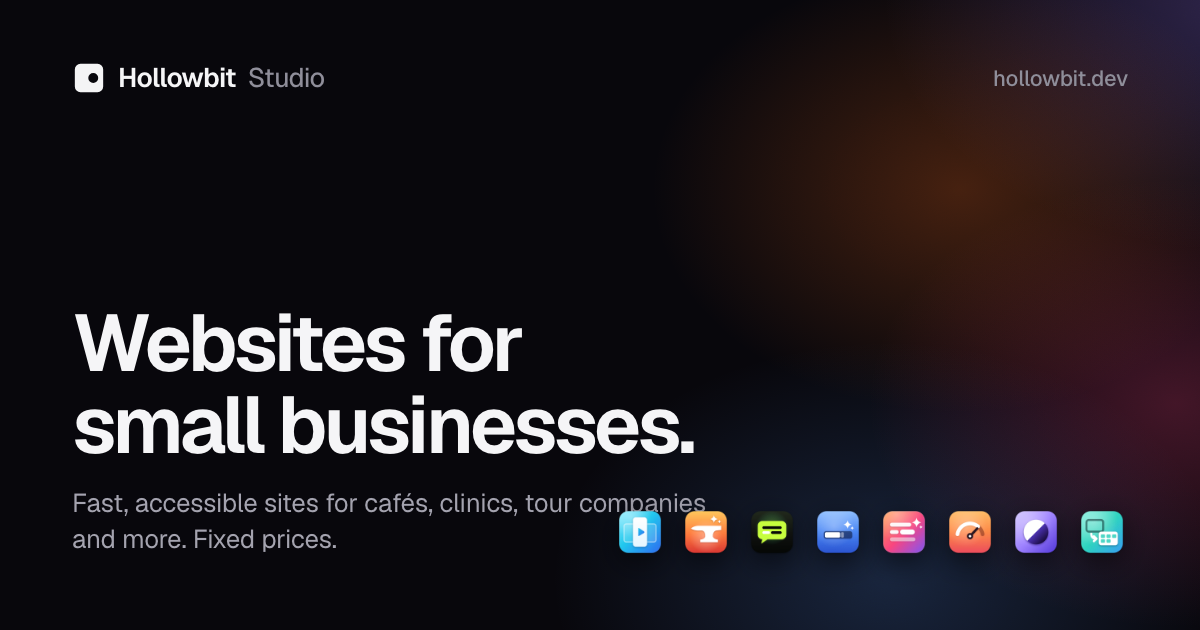 Hollowbit Studio
hollowbit.dev
Websites for
small businesses.
Fast, accessible sites for cafés, clinics, tour companies
and more. Fixed prices.